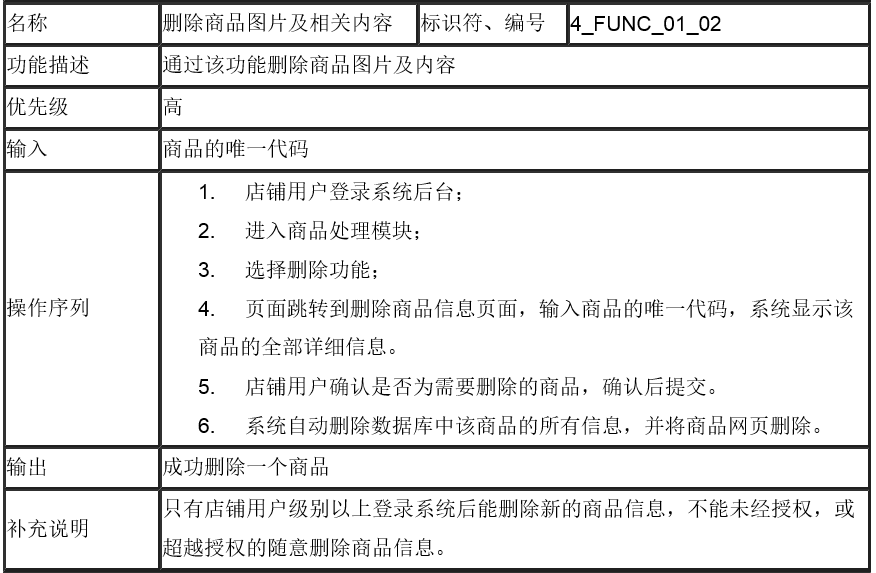 名称 删除商品图片及相关内容 标识符、编号 4_FUNC_01_02
功能描述 通过该功能删除商品图片及内容
优先级 高
输入 商品的唯一代码
操作序列
1. 店铺用户登录系统后台；
2. 进入商品处理模块；
3. 选择删除功能；
4. 页面跳转到删除商品信息页面，输入商品的唯一代码，系统显示该
商品的全部详细信息。
5. 店铺用户确认是否为需要删除的商品，确认后提交。
6. 系统自动删除数据库中该商品的所有信息，并将商品网页删除。
输出 成功删除一个商品
补充说明
只有店铺用户级别以上登录系统后能删除新的商品信息，不能未经授权，或
超越授权的随意删除商品信息。